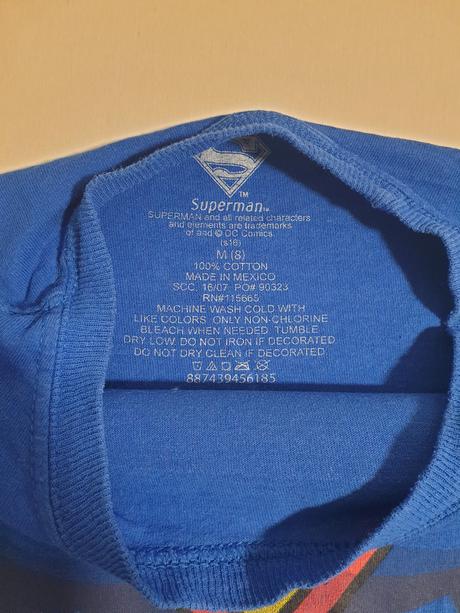 TM
Superman™
SUPERMAN and all related characters
and elements are trademarks
of and © DC Comics.
(s16)
M (8)
100% COTTON
MADE IN MEXICO
SCC. 16/07 PO# 90323
RN#115665
MACHINE WASH COLD WITH
LIKE COLORS. ONLY NON-CHLORINE
BLEACH WHEN NEEDED. TUMBLE
DRY LOW. DO NOT IRON IF DECORATED.
DO NOT DRY CLEAN IF DECORATED.
887439456185